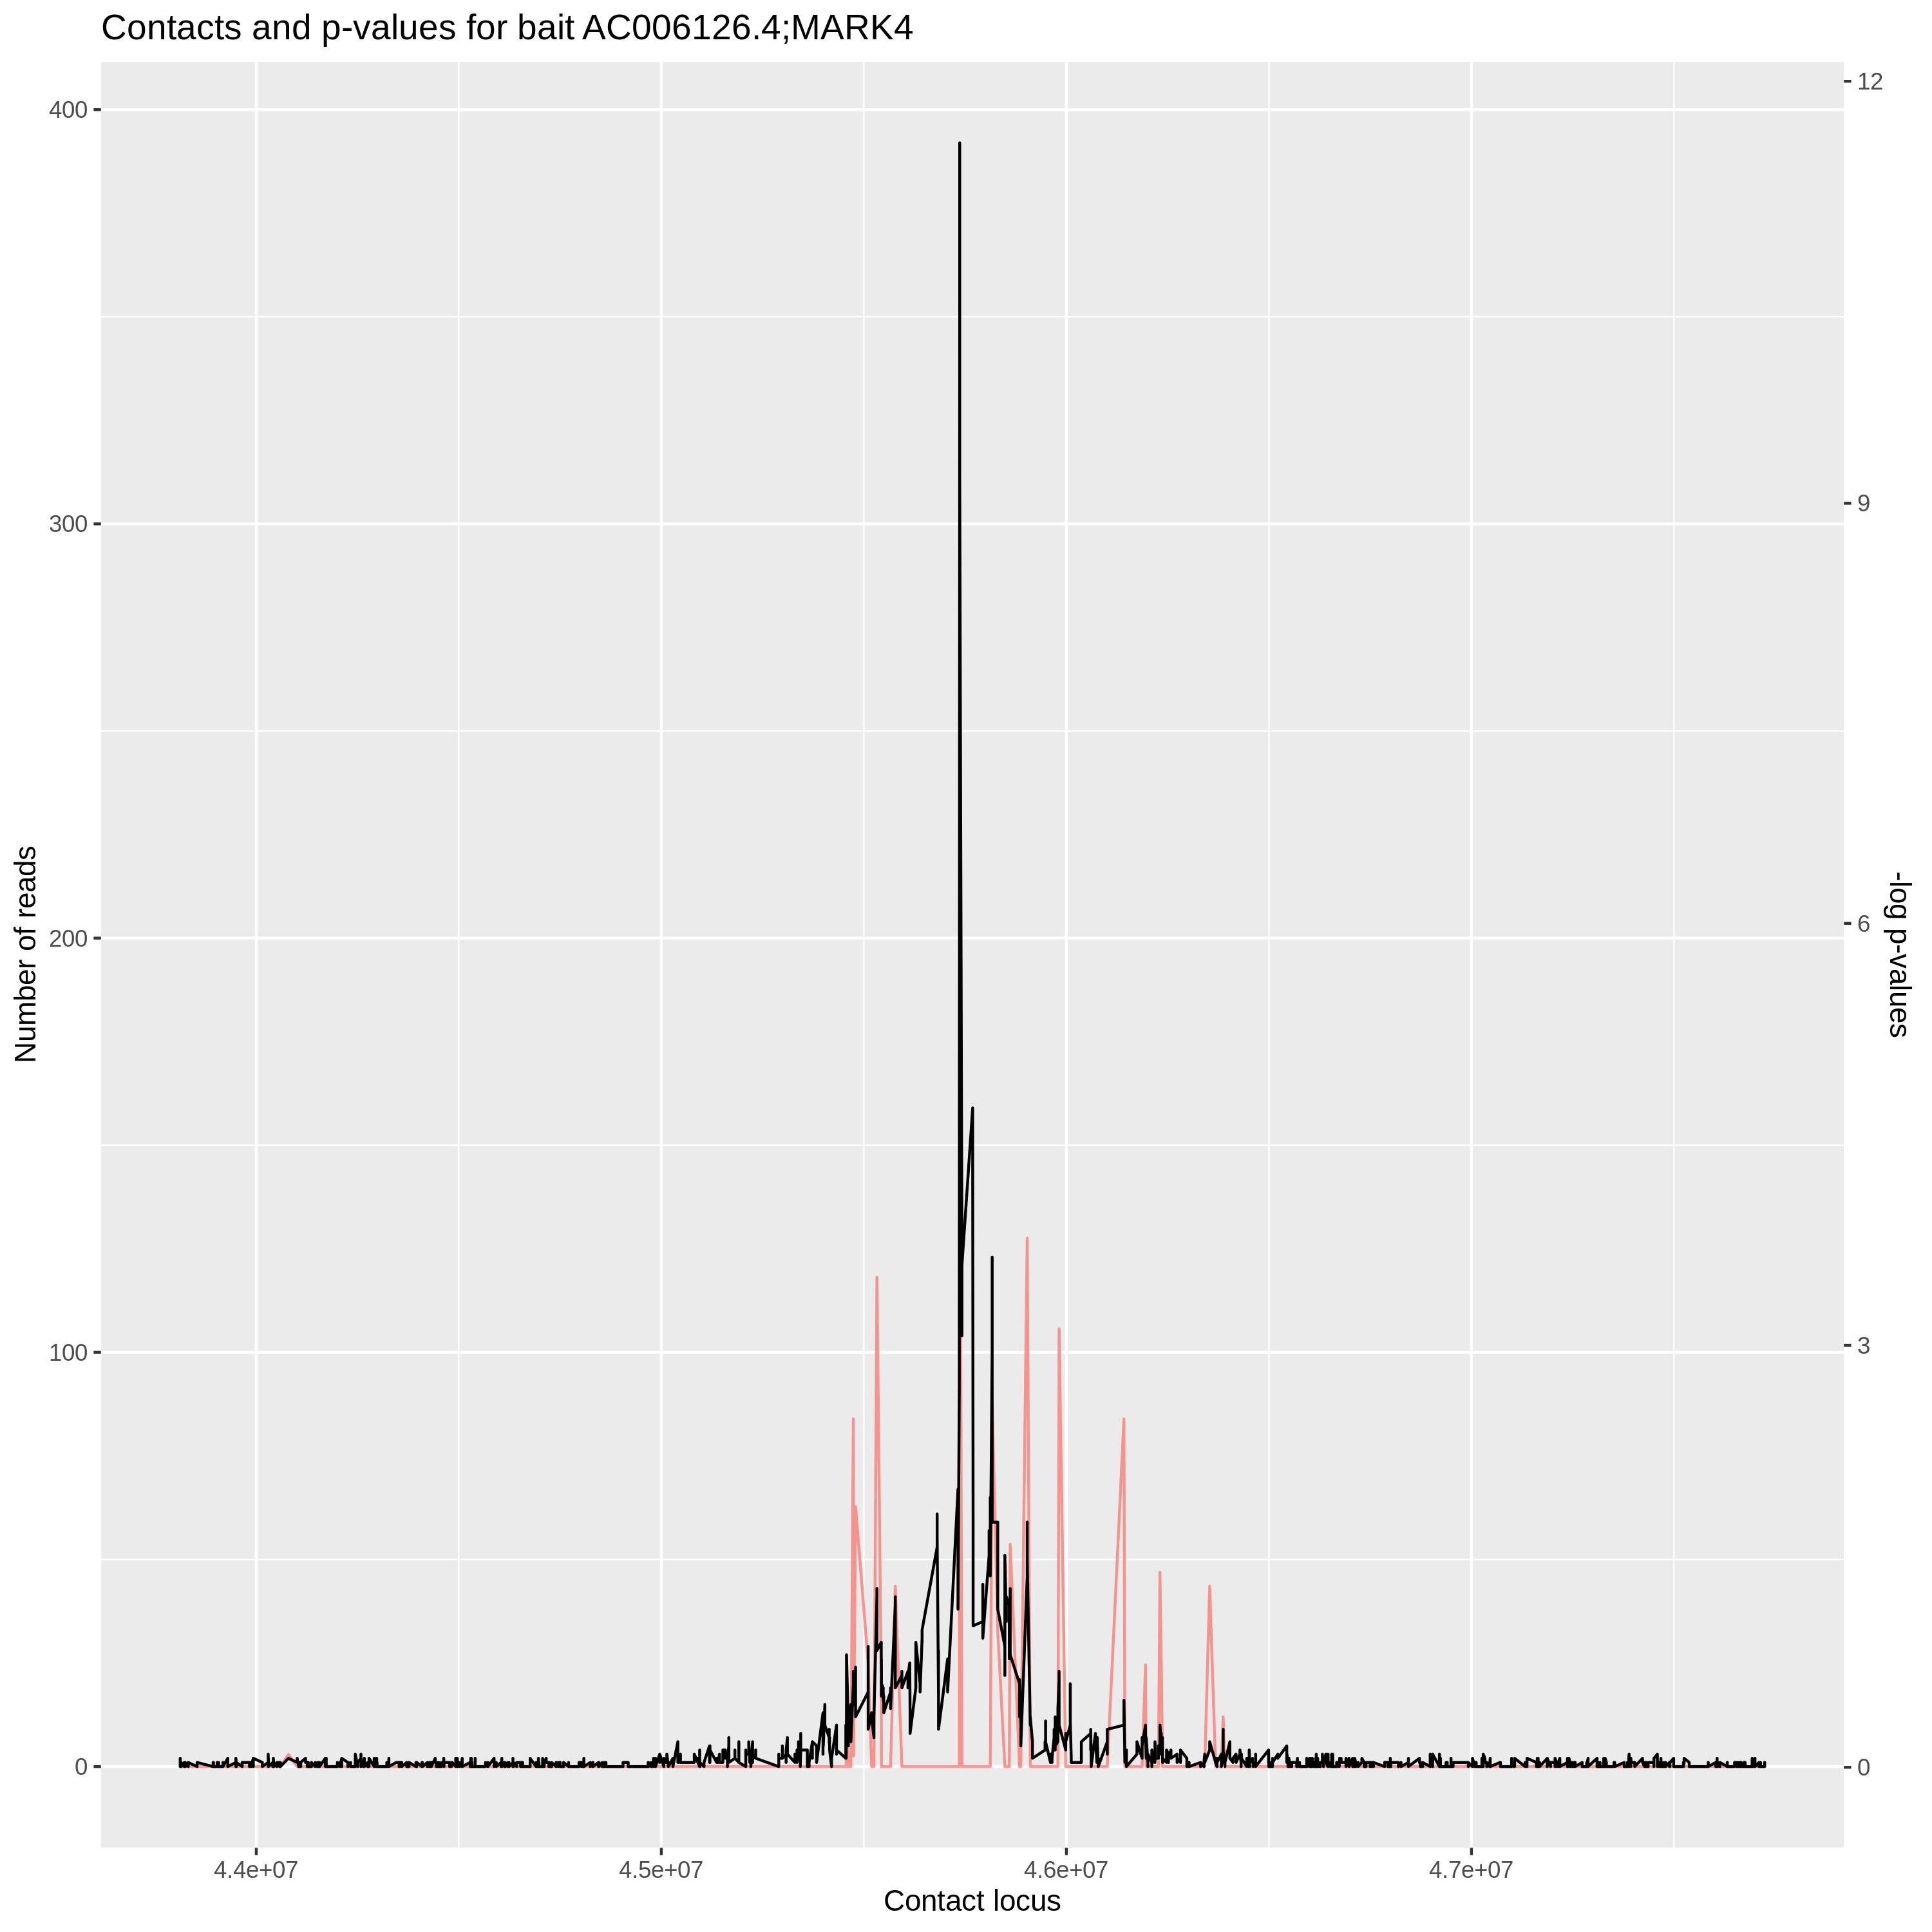 Contacts and p-values for bait AC006126.4;MARK4
400
300
200
100
0
12
9
6
3
0
Number of reads
-log p-values
4.4e+07
4.5e+07
4.6e+07
4.7e+07
Contact locus